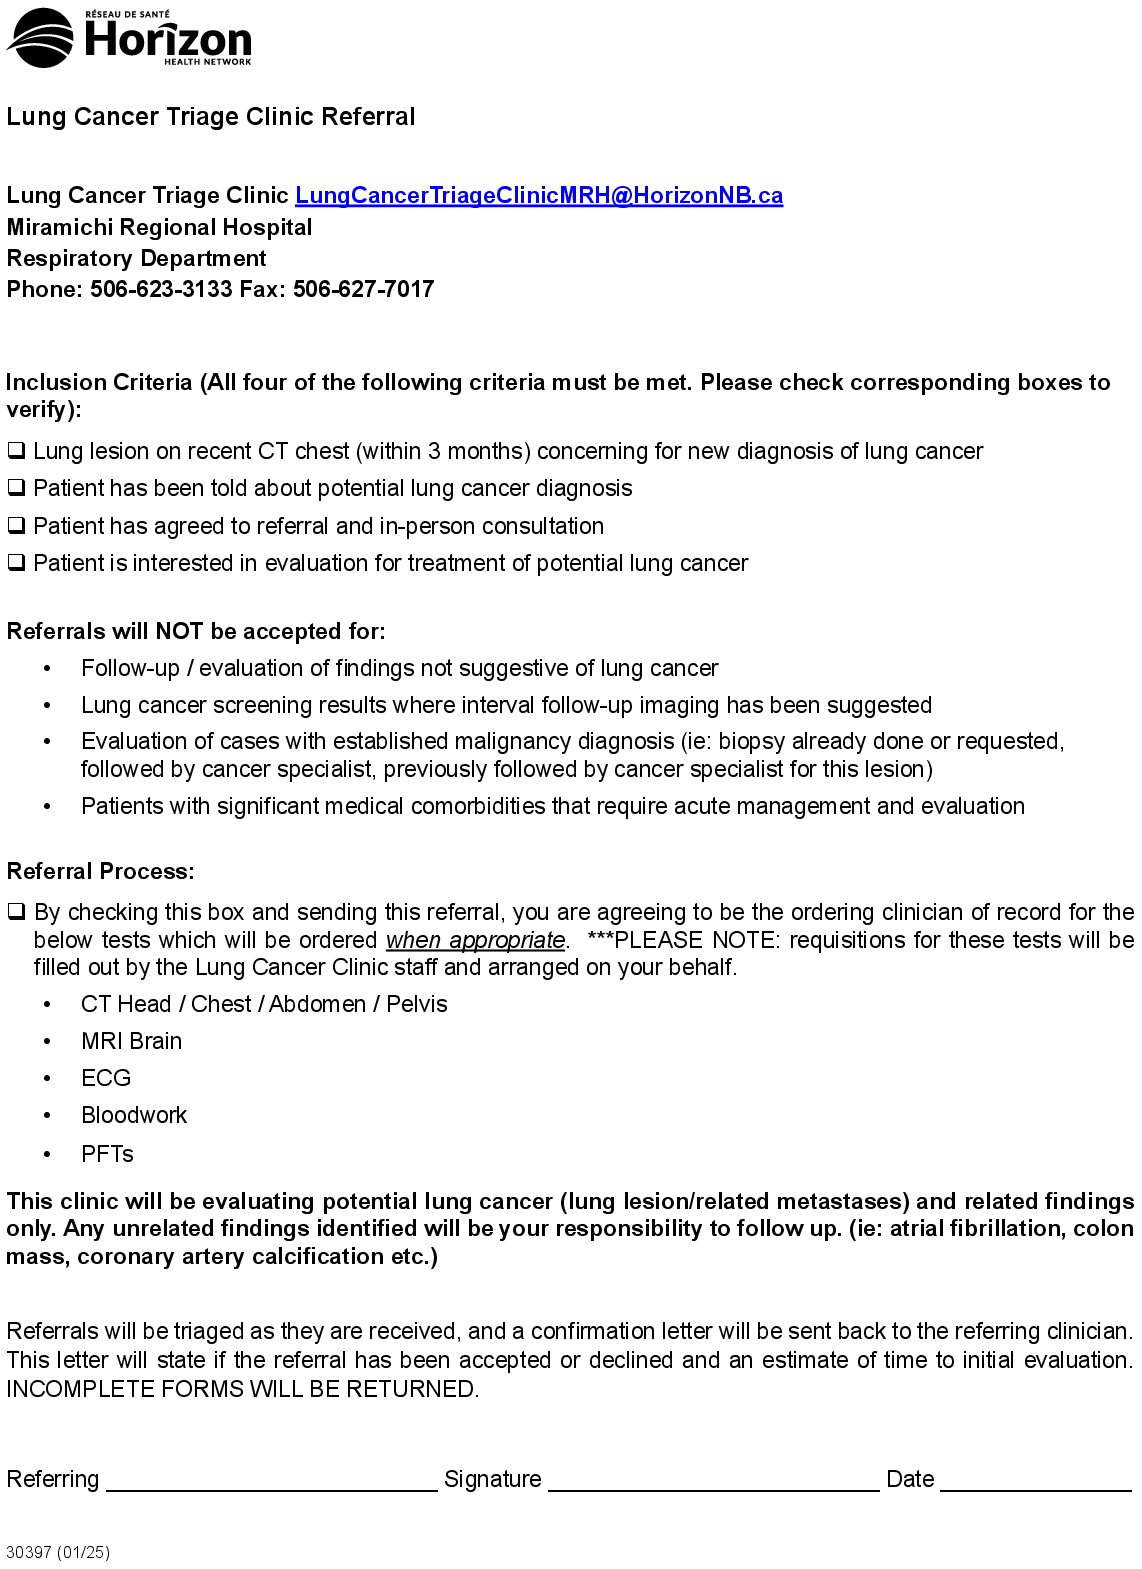 RÉSEAU DE SANTÉ
Horizon
HEALTH NETWORK
Lung Cancer Triage Clinic Referral
Lung Cancer Triage Clinic LungCancerTriageClinicMRH@HorizonNB.ca
Miramichi Regional Hospital
Respiratory Department
Phone: 506-623-3133 Fax: 506-627-7017
Inclusion Criteria (All four of the following criteria must be met. Please check corresponding boxes to
verify):
❑ Lung lesion on recent CT chest (within 3 months) concerning for new diagnosis of lung cancer
❑ Patient has been told about potential lung cancer diagnosis
❑ Patient has agreed to referral and in-person consultation
❑ Patient is interested in evaluation for treatment of potential lung cancer
Referrals will NOT be accepted for:
• Follow-up / evaluation of findings not suggestive of lung cancer
• Lung cancer screening results where interval follow-up imaging has been suggested
• Evaluation of cases with established malignancy diagnosis (ie: biopsy already done or requested,
followed by cancer specialist, previously followed by cancer specialist for this lesion)
• Patients with significant medical comorbidities that require acute management and evaluation
Referral Process:
❑ By checking this box and sending this referral, you are agreeing to be the ordering clinician of record for the
below tests which will be ordered when appropriate. ***PLEASE NOTE: requisitions for these tests will be
filled out by the Lung Cancer Clinic staff and arranged on your behalf.
• CT Head / Chest / Abdomen / Pelvis
• MRI Brain
• ECG
• Bloodwork
• PFTs
This clinic will be evaluating potential lung cancer (lung lesion/related metastases) and related findings
only. Any unrelated findings identified will be your responsibility to follow up. (ie: atrial fibrillation, colon
mass, coronary artery calcification etc.)
Referrals will be triaged as they are received, and a confirmation letter will be sent back to the referring clinician.
This letter will state if the referral has been accepted or declined and an estimate of time to initial evaluation.
INCOMPLETE FORMS WILL BE RETURNED.
Referring ____ Signature ____ Date ____
30397 (01/25)